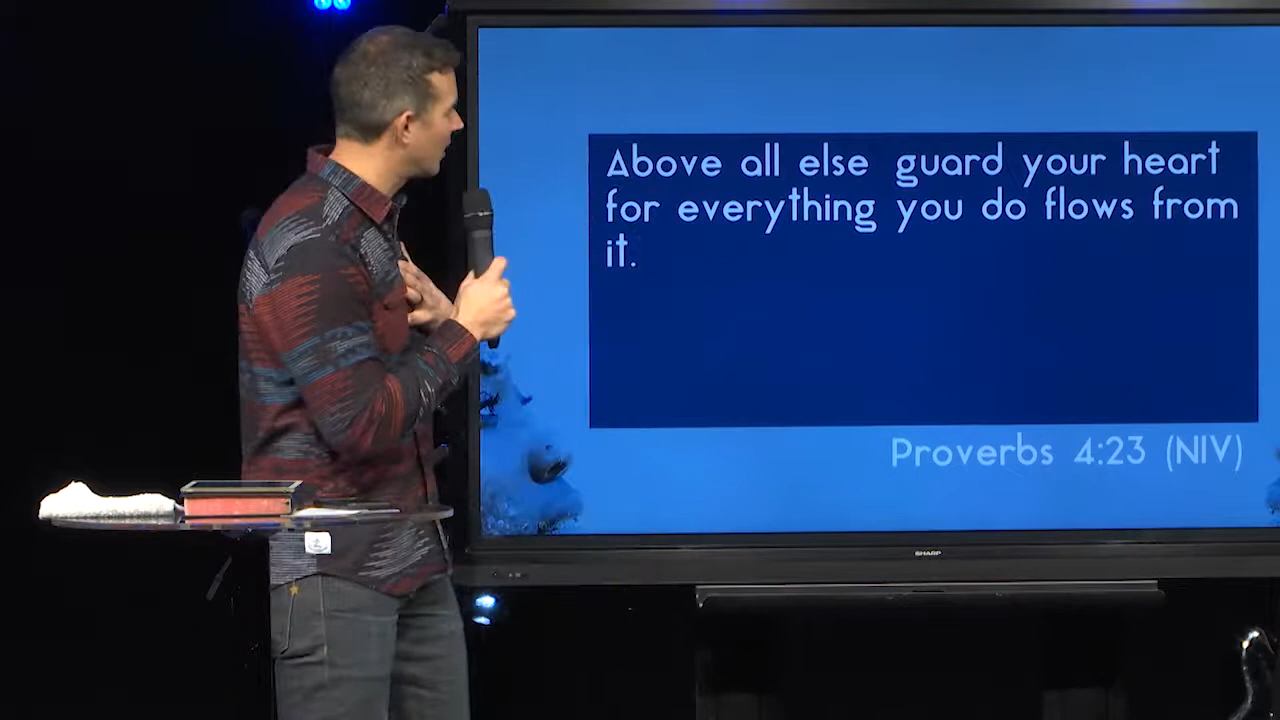 Above all else guard your heart
for everything you do flows from
it.
Proverbs 4:23 (NIV)
SHARP